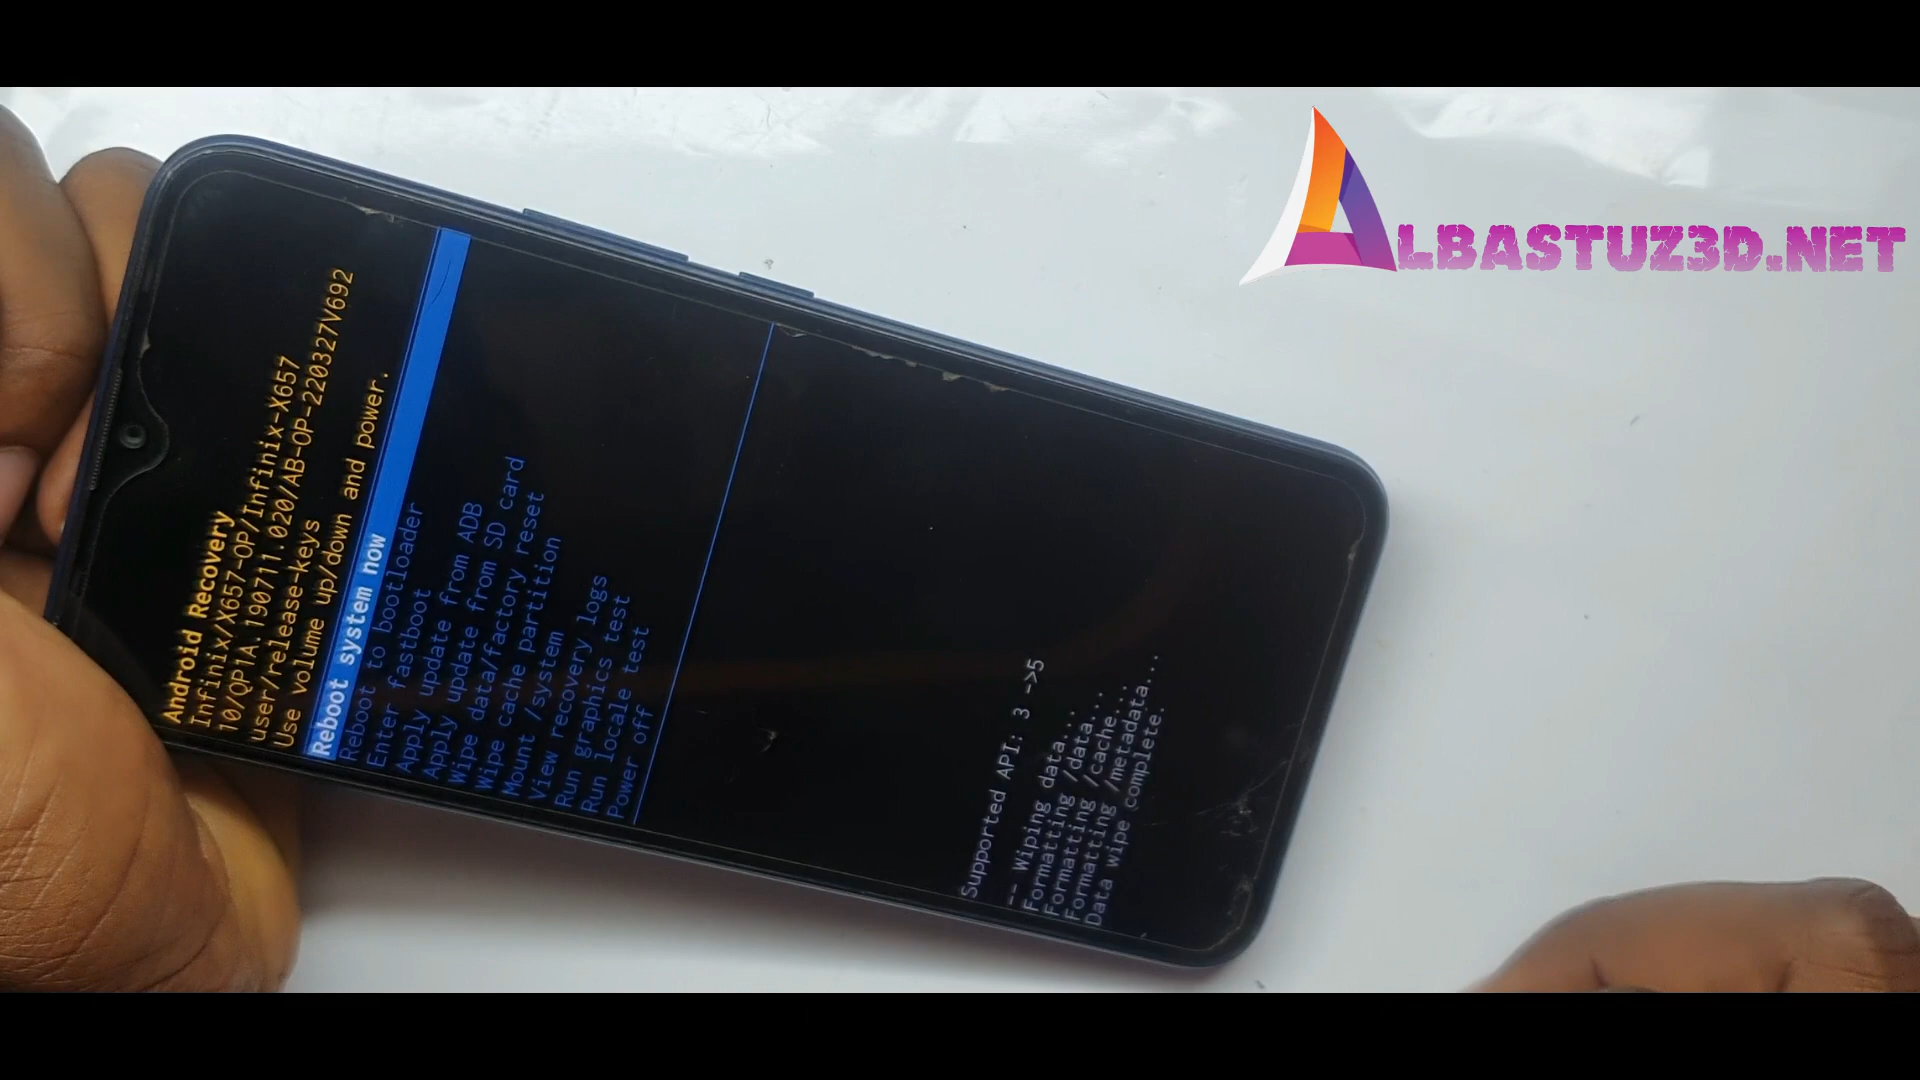 ALBASTUZ3D.NET
Android Recovery
Infinix/X657-OP/Infinix-X657
10/QP1A.190711.020/AB-OP-220327V692
user/release-keys
Use volume up/down and power.
Reboot system now
Reboot to bootloader
Enter fastboot
Apply update from ADB
Apply update from SD card
Wipe data/factory reset
Wipe cache partition
Mount /system
View recovery logs
Run graphics test
Run locale test
Power off
Supported API: 3 ->5
-- Wiping data...
Formatting /data...
Formatting /cache...
Formatting /metadata...
Data wipe complete.